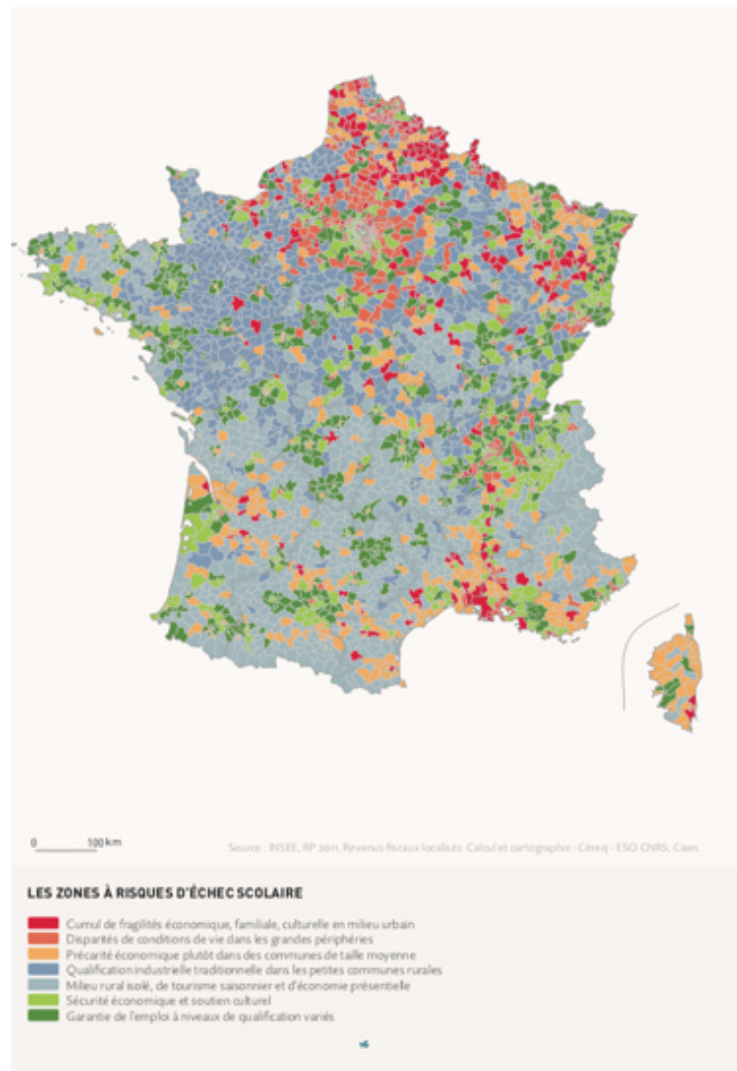 0 100 km
Source : INSEE, RP 2011, Revenus fiscaux localisés. Calcul et cartographie : Céreq - ESO CNRS, Caen.
LES ZONES À RISQUES D'ÉCHEC SCOLAIRE
Cumul de fragilités économique, familiale, culturelle en milieu urbain
Disparités de conditions de vie dans les grandes périphéries
Précarité économique plutôt dans des communes de taille moyenne
Qualification industrielle traditionnelle dans les petites communes rurales
Milieu rural isolé, de tourisme saisonnier et d'économie présentielle
Sécurité économique et soutien culturel
Garantie de l'emploi à niveaux de qualification variés